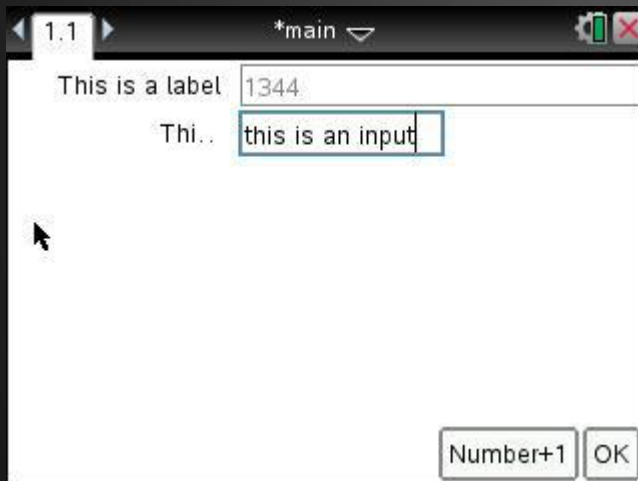 1.1 *main
This is a label 1344
Thi.. this is an input
Number+1 OK